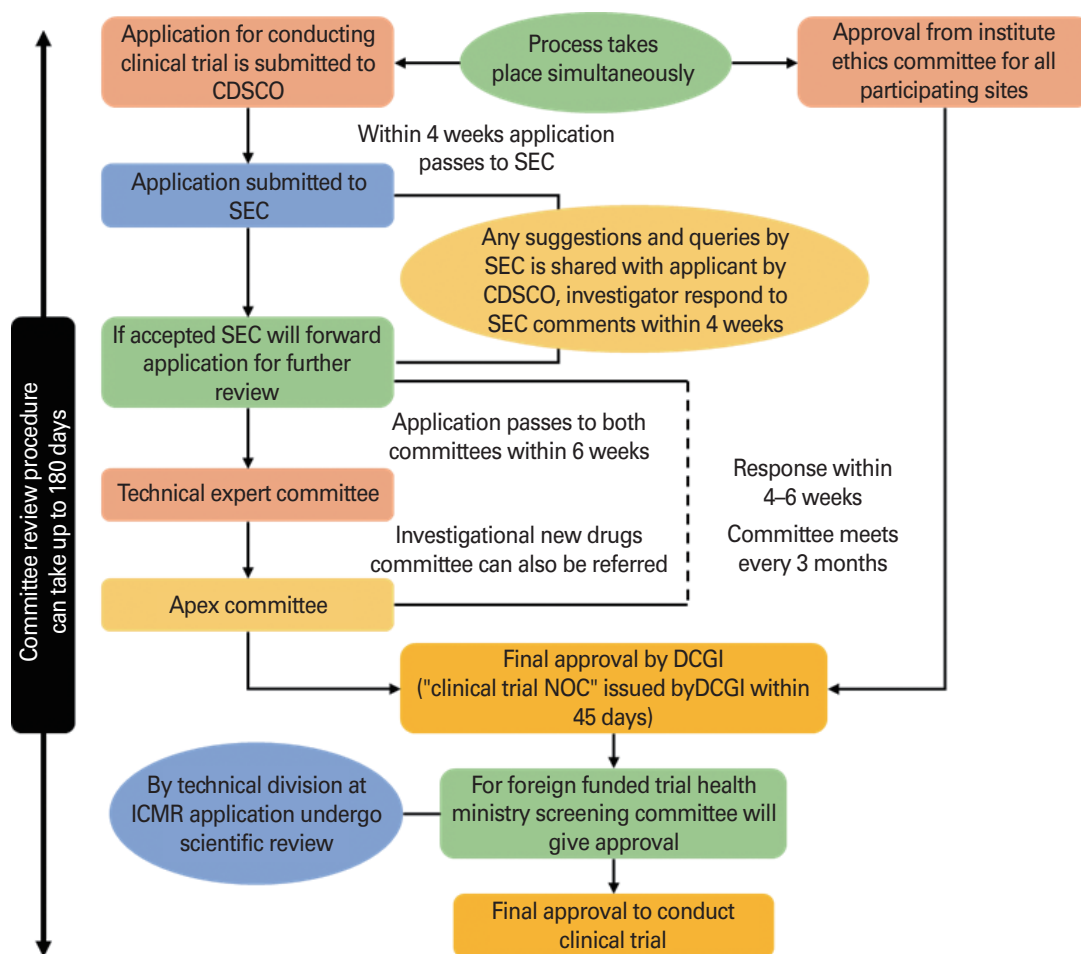 Application for conducting
clinical trial is submitted to
CDSCO
Process takes
place simultaneously
Approval from institute
ethics committee for all
participating sites
Within 4 weeks application
passes to SEC
Application submitted to
SEC
Any suggestions and queries by
SEC is shared with applicant by
CDSCO, investigator respond to
SEC comments within 4 weeks
If accepted SEC will forward
application for further
review
Application passes to both
committees within 6 weeks
Response within
4–6 weeks
Committee meets
every 3 months
Technical expert committee
Investigational new drugs
committee can also be referred
Apex committee
Committee review procedure
can take up to 180 days
Final approval by DCGI
("clinical trial NOC" issued byDCGI within
45 days)
By technical division at
ICMR application undergo
scientific review
For foreign funded trial health
ministry screening committee will
give approval
Final approval to conduct
clinical trial